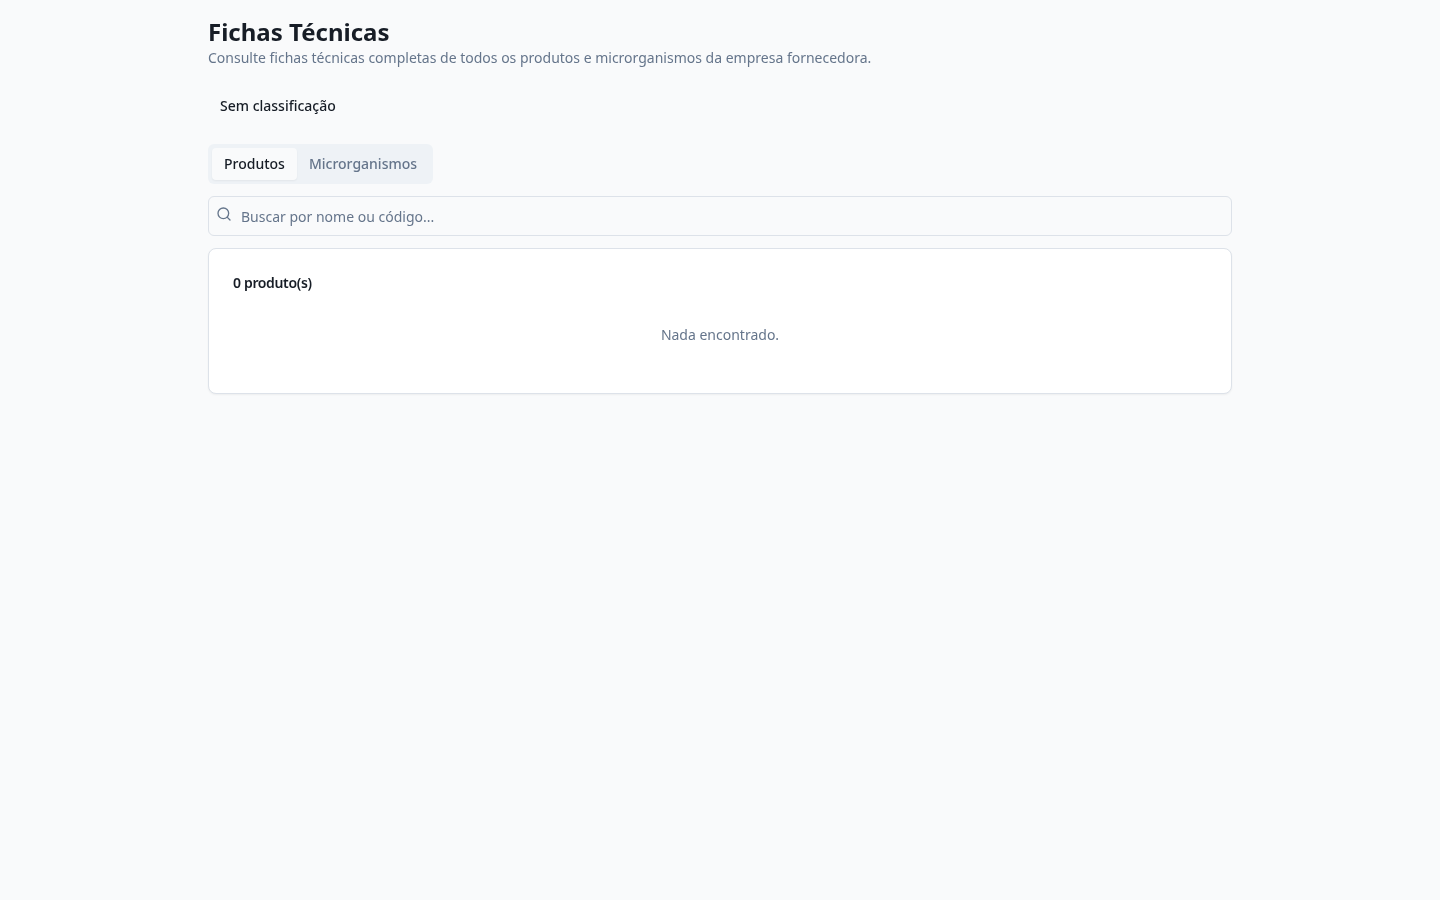 Fichas Técnicas
Consulte fichas técnicas completas de todos os produtos e microrganismos da empresa fornecedora.
Sem classificação
Produtos
Microrganismos
Buscar por nome ou código...
0 produto(s)
Nada encontrado.